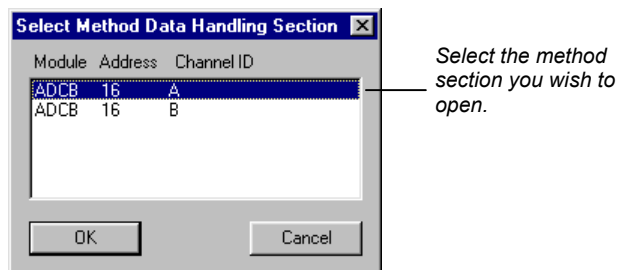 Select Method Data Handling Section
Module Address Channel ID
ADCB 16 A
ADCB 16 B
OK Cancel
Select the method
section you wish to
open.